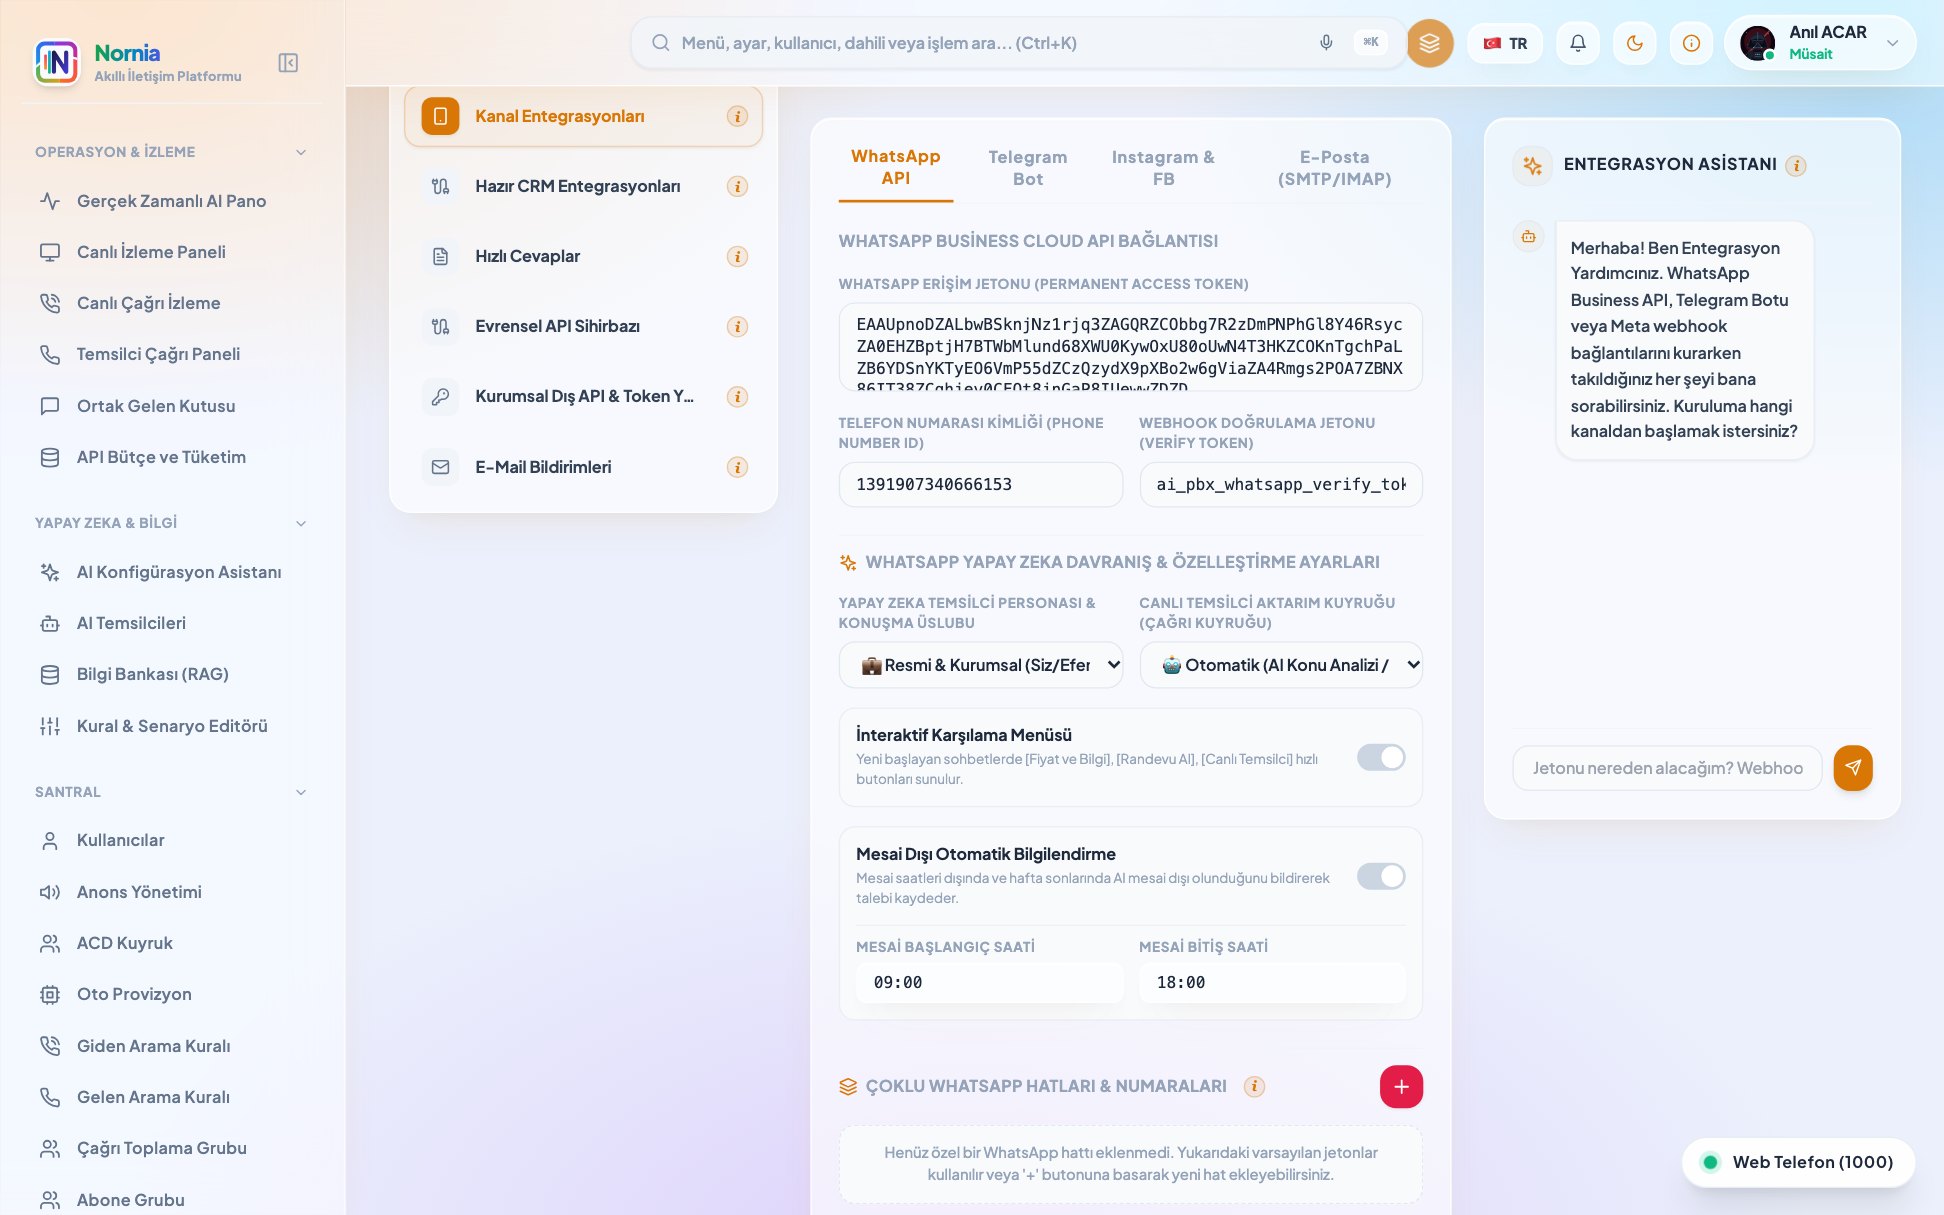 Nornia
Akıllı İletişim Platformu
Menü, ayar, kullanıcı, dahili veya işlem ara... (Ctrl+K)
⌘K
TR
Anıl ACAR
Müsait
OPERASYON & İZLEME
Gerçek Zamanlı AI Pano
Canlı İzleme Paneli
Canlı Çağrı İzleme
Temsilci Çağrı Paneli
Ortak Gelen Kutusu
API Bütçe ve Tüketim
YAPAY ZEKA & BİLGİ
AI Konfigürasyon Asistanı
AI Temsilcileri
Bilgi Bankası (RAG)
Kural & Senaryo Editörü
SANTRAL
Kullanıcılar
Anons Yönetimi
ACD Kuyruk
Oto Provizyon
Giden Arama Kuralı
Gelen Arama Kuralı
Çağrı Toplama Grubu
Abone Grubu
Kanal Entegrasyonları
Hazır CRM Entegrasyonları
Hızlı Cevaplar
Evrensel API Sihirbazı
Kurumsal Dış API & Token Y...
E-Mail Bildirimleri
WhatsApp
API
Telegram
Bot
Instagram &
FB
E-Posta
(SMTP/IMAP)
WHATSAPP BUSİNESS CLOUD API BAĞLANTISI
WHATSAPP ERİŞİM JETONU (PERMANENT ACCESS TOKEN)
EAAUpnoDZALbwBSknjNz1rjq3ZAGQRZCObbg7R2zDmPNPhGl8Y46Rsyc
ZA0EHZBptjH7BTWbMlund68XWU0KywOxU80oUwN4T3HKZCOKnTgchPaL
ZB6YDSnYKTyEO6VmP55dZCzQzydX9pXBo2w6gViaZA4Rmgs2POA7ZBNX
TELEFON NUMARASI KİMLİĞİ (PHONE
NUMBER ID)
1391907340666153
WEBHOOK DOĞRULAMA JETONU
(VERIFY TOKEN)
ai_pbx_whatsapp_verify_tok
WHATSAPP YAPAY ZEKA DAVRANIŞ & ÖZELLEŞTİRME AYARLARI
YAPAY ZEKA TEMSİLCİ PERSONASI &
KONUŞMA ÜSLUBU
Resmi & Kurumsal (Siz/Efer
CANLI TEMSİLCİ AKTARIM KUYRUĞU
(ÇAĞRI KUYRUĞU)
Otomatik (AI Konu Analizi /
İnteraktif Karşılama Menüsü
Yeni başlayan sohbetlerde [Fiyat ve Bilgi], [Randevu Al], [Canlı Temsilci] hızlı
butonları sunulur.
Mesai Dışı Otomatik Bilgilendirme
Mesai saatleri dışında ve hafta sonlarında AI mesai dışı olunduğunu bildirerek
talebi kaydeder.
MESAİ BAŞLANGIÇ SAATİ
09:00
MESAİ BİTİŞ SAATİ
18:00
ÇOKLU WHATSAPP HATLARI & NUMARALARI
Henüz özel bir WhatsApp hattı eklenmedi. Yukarıdaki varsayılan jetonlar
kullanılır veya '+' butonuna basarak yeni hat ekleyebilirsiniz.
ENTEGRASYON ASİSTANI
Merhaba! Ben Entegrasyon
Yardımcınız. WhatsApp
Business API, Telegram Botu
veya Meta webhook
bağlantılarını kurarken
takıldığınız her şeyi bana
sorabilirsiniz. Kuruluma hangi
kanaldan başlamak istersiniz?
Jetonu nereden alacağım? Webhoo
Web Telefon (1000)